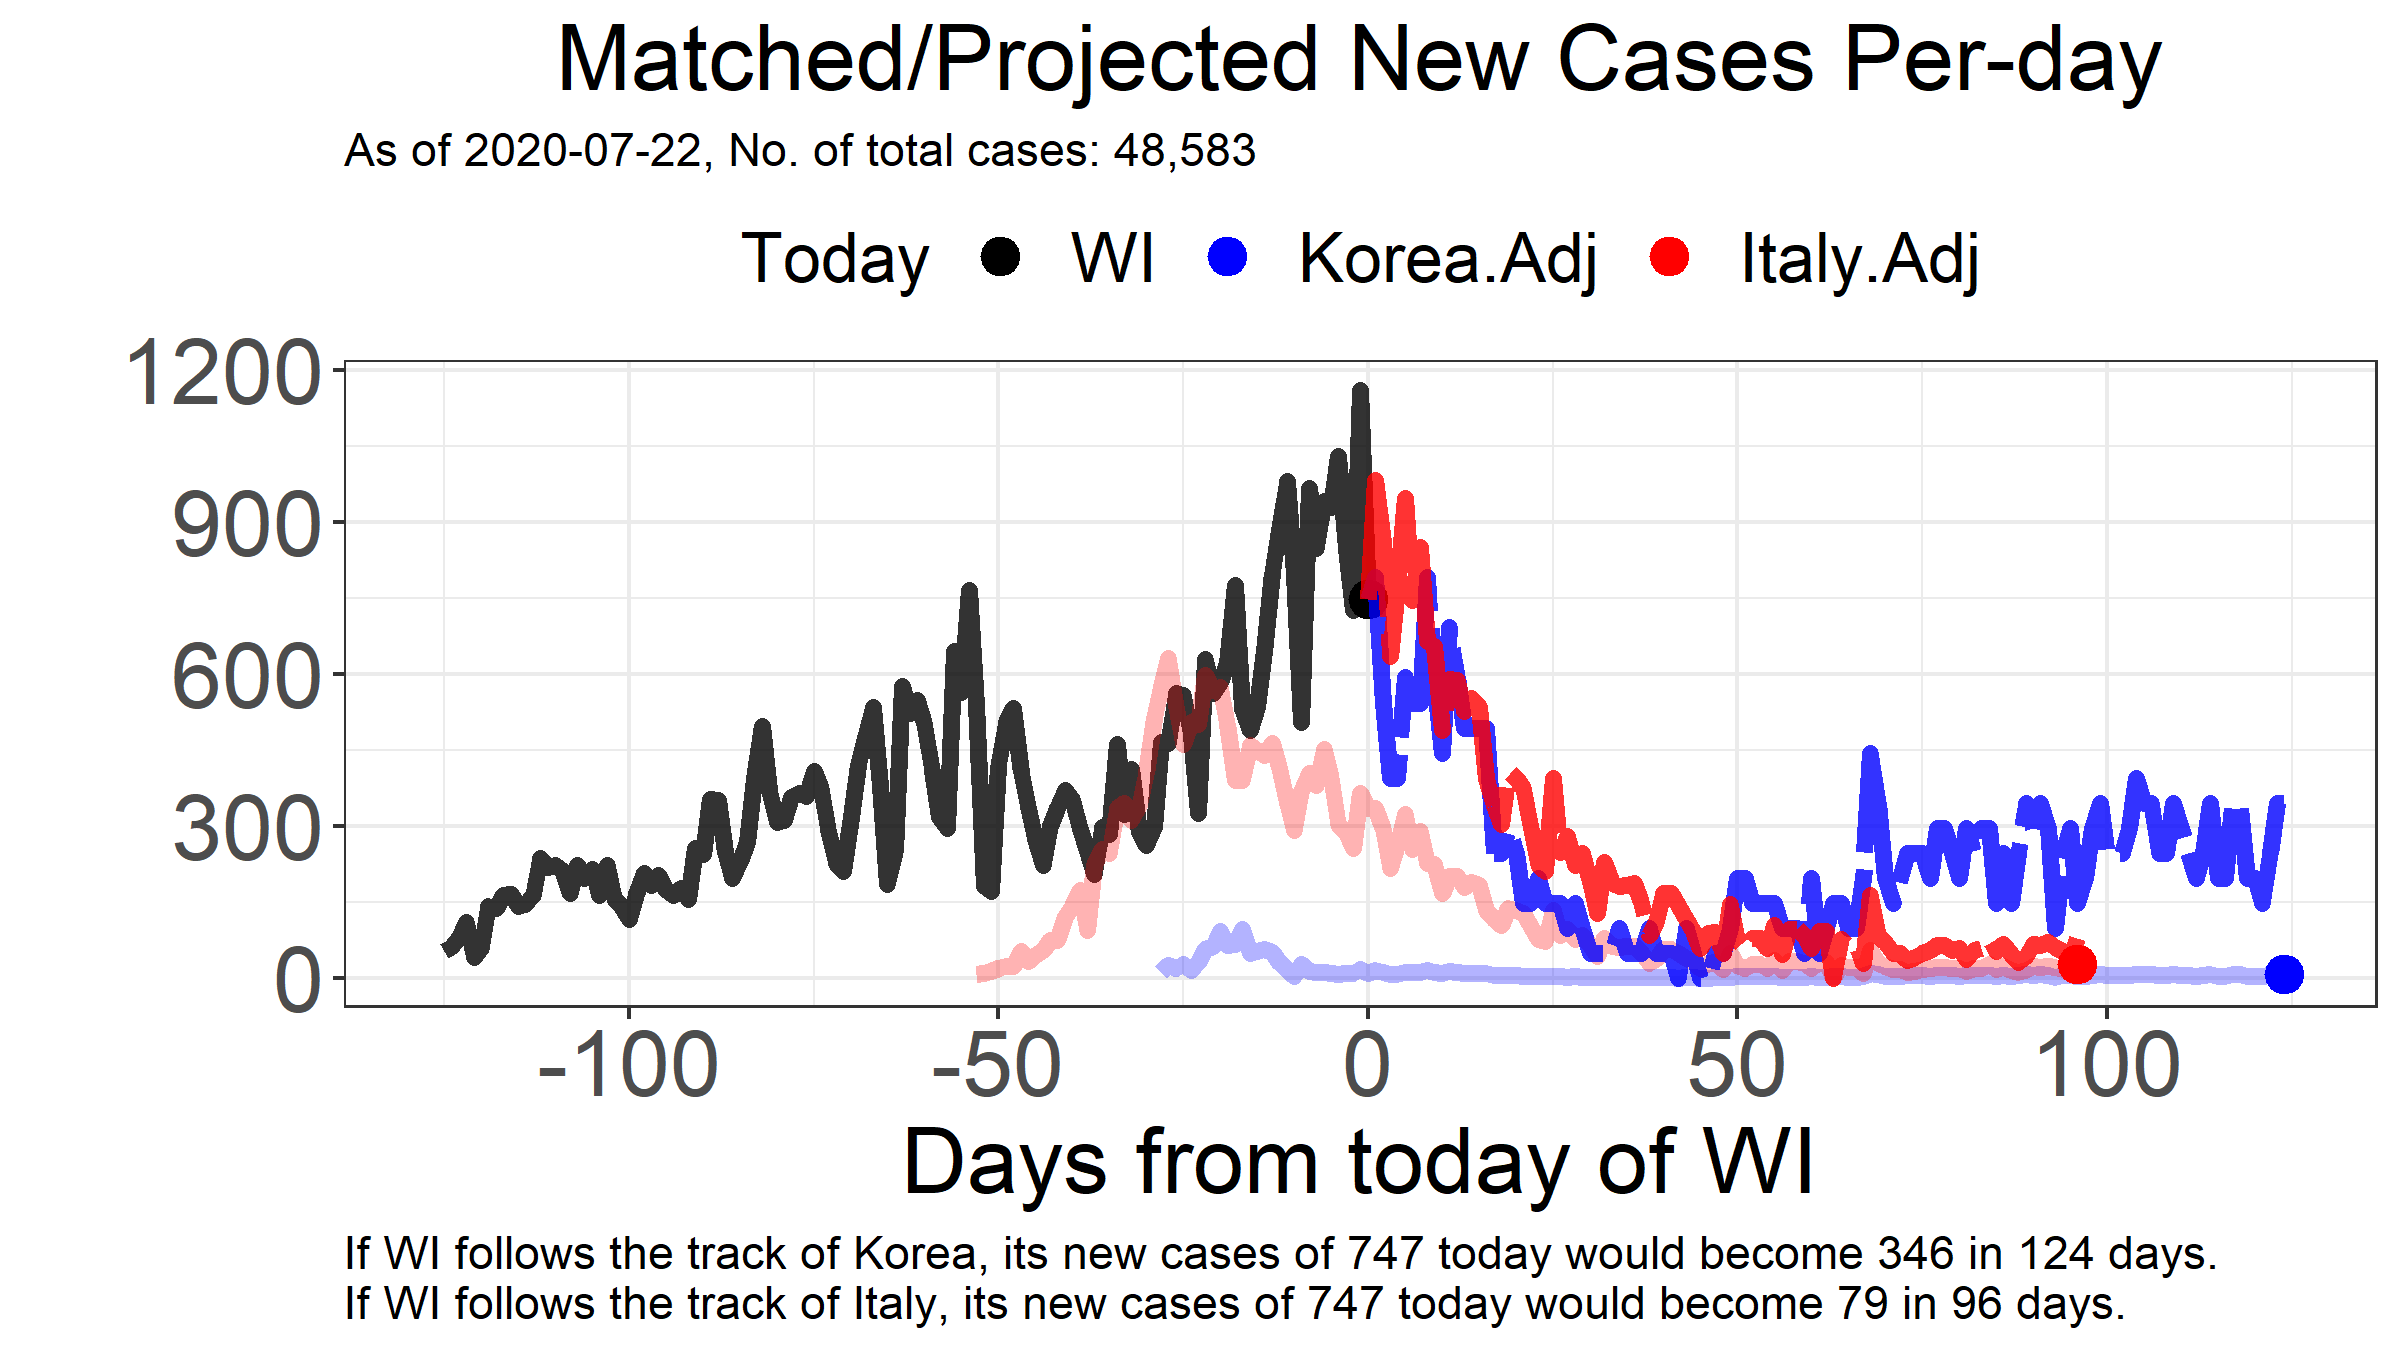 Matched/Projected New Cases Per-day
As of 2020-07-22, No. of total cases: 48,583
Today WI Korea.Adj Italy.Adj
1200
900
600
300
0
-100 -50 0 50 100
Days from today of WI
If WI follows the track of Korea, its new cases of 747 today would become 346 in 124 days.
If WI follows the track of Italy, its new cases of 747 today would become 79 in 96 days.